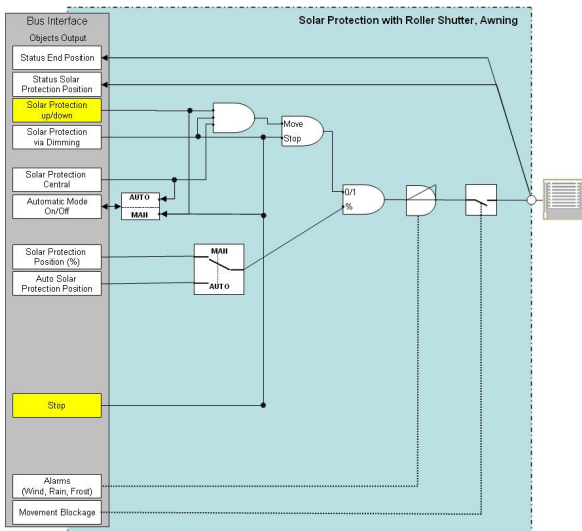 Bus Interface
Solar Protection with Roller Shutter, Awning
Objects Output
Status End Position
Status Solar
Protection Position
Solar Protection
up/down
Solar Protection
via Dimming
Move
Stop
Solar Protection
Central
Automatic Mode
On/Off
AUTO
MAN
0/1
%
Solar Protection
Position (%)
Auto Solar
Protection Position
MAN
AUTO
Stop
Alarms
(Wind, Rain, Frost)
Movement Blockage